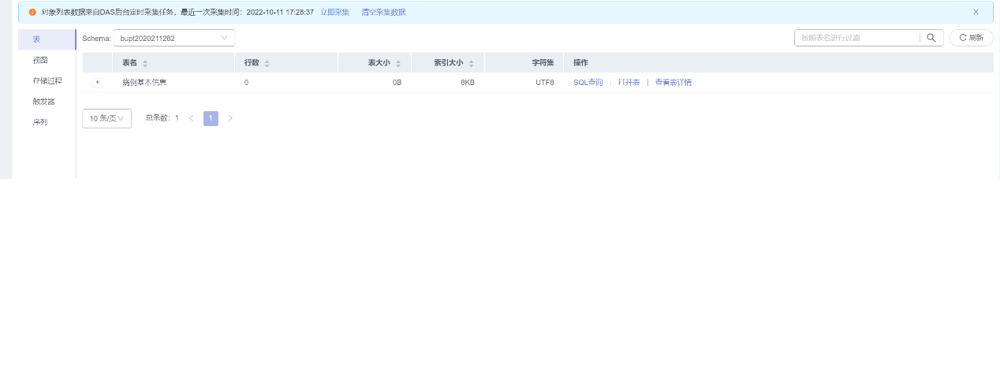 对象列表数据来自DAS后台定时采集任务，最近一次采集时间：2022-10-11 17:28:37 立即采集 清空采集数据
表
Schema: bupt2020211262
按照表名进行过滤
刷新
视图
存储过程
触发器
序列
表名 行数 表大小 索引大小 字符集 操作
病例基本信息 0 0B 8KB UTF8 SQL查询 | 打开表 | 查看表详情
10 条/页 总条数：1 < 1 >